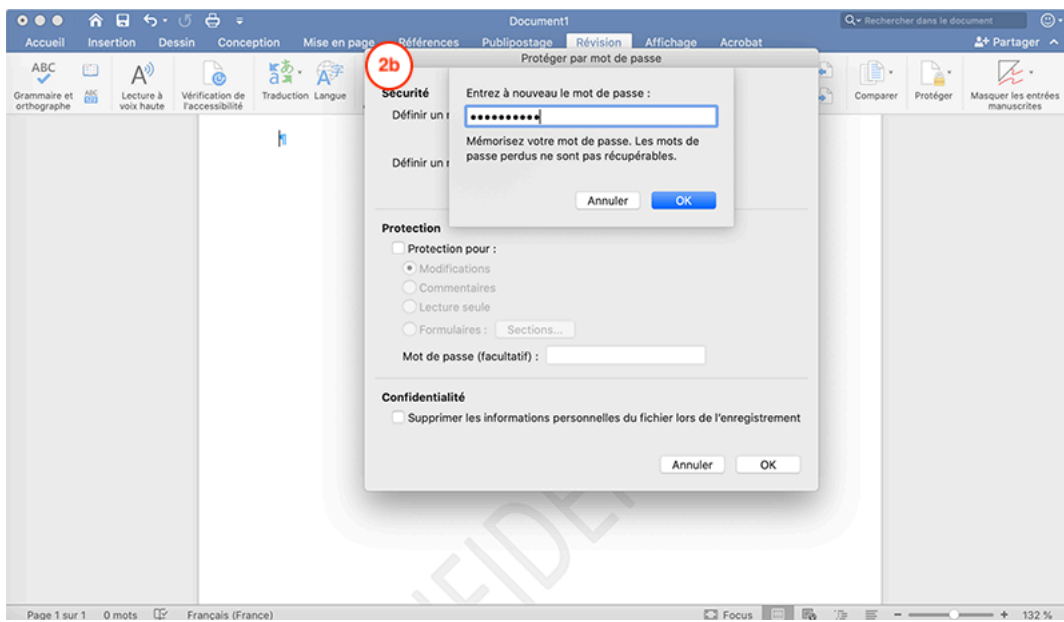 Document1
Rechercher dans le document
Accueil Insertion Dessin Conception Mise en page Références Publipostage Révision Affichage Acrobat Partager
2b
Protéger par mot de passe
ABC
Grammaire et orthographe
ABC
Lecture à voix haute
Vérification de l'accessibilité
Traduction
Langue
Comparer
Protéger
Masquer les entrées manuscrites
Sécurité
Entrez à nouveau le mot de passe :
Définir un
••••••••••
Mémorisez votre mot de passe. Les mots de
passe perdus ne sont pas récupérables.
Définir un
Annuler OK
Protection
Protection pour :
Modifications
Commentaires
Lecture seule
Formulaires : Sections...
Mot de passe (facultatif) :
Confidentialité
Supprimer les informations personnelles du fichier lors de l'enregistrement
Annuler OK
Page 1 sur 1 0 mots Français (France) Focus 132 %